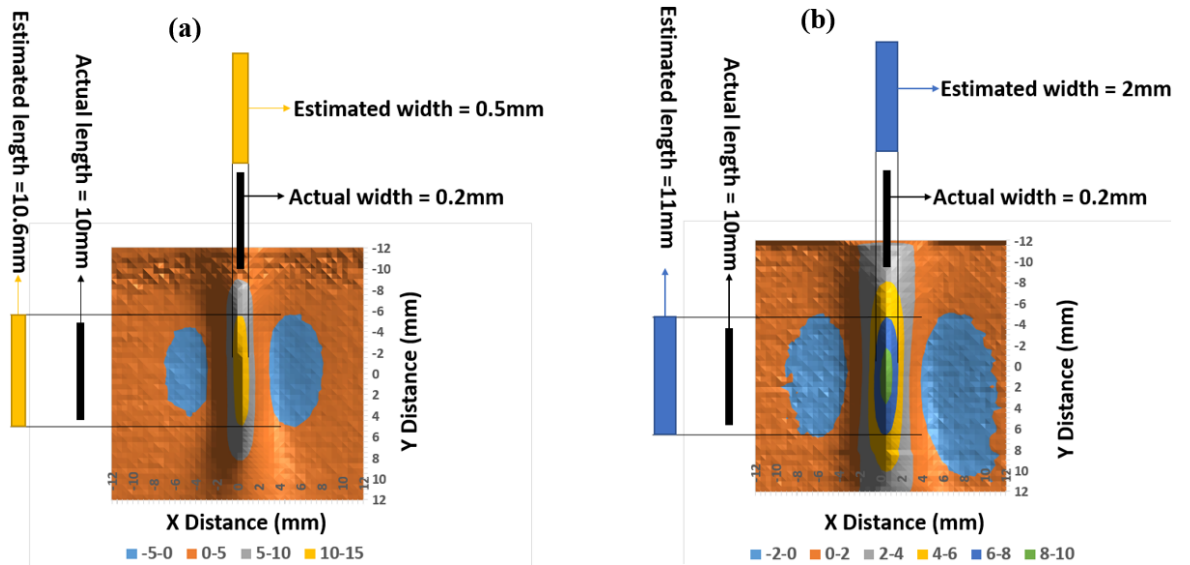 (a)
Estimated length =10.6mm
Actual length = 10mm
Estimated width = 0.5mm
Actual width = 0.2mm
-12
-10
-8
-6
-4
-2
0
2
4
6
8
10
12
Y Distance (mm)
-12 -10 -8 -6 -4 -2 0 2 4 6 8 10 12
X Distance (mm)
-5-0 0-5 5-10 10-15
(b)
Estimated length =11mm
Actual length = 10mm
Estimated width = 2mm
Actual width = 0.2mm
-12
-10
-8
-6
-4
-2
0
2
4
6
8
10
12
Y Distance (mm)
-12 -10 -8 -6 -4 -2 0 2 4 6 8 10 12
X Distance (mm)
-2-0 0-2 2-4 4-6 6-8 8-10